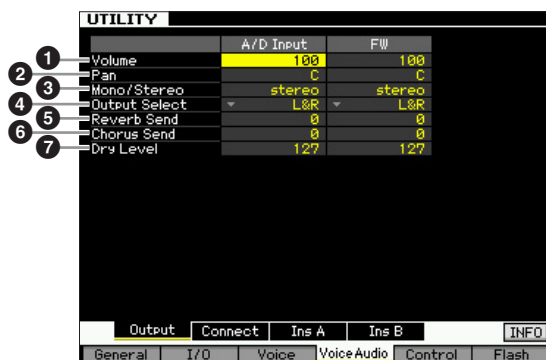 UTILITY
A/D Input FW
1 Volume 100 100
2 Pan C C
3 Mono/Stereo stereo stereo
4 Output Select L&R L&R
5 Reverb Send 0 0
6 Chorus Send 0 0
7 Dry Level 127 127
Output Connect Ins A Ins B INFO
General I/O Voice Voice Audio Control Flash